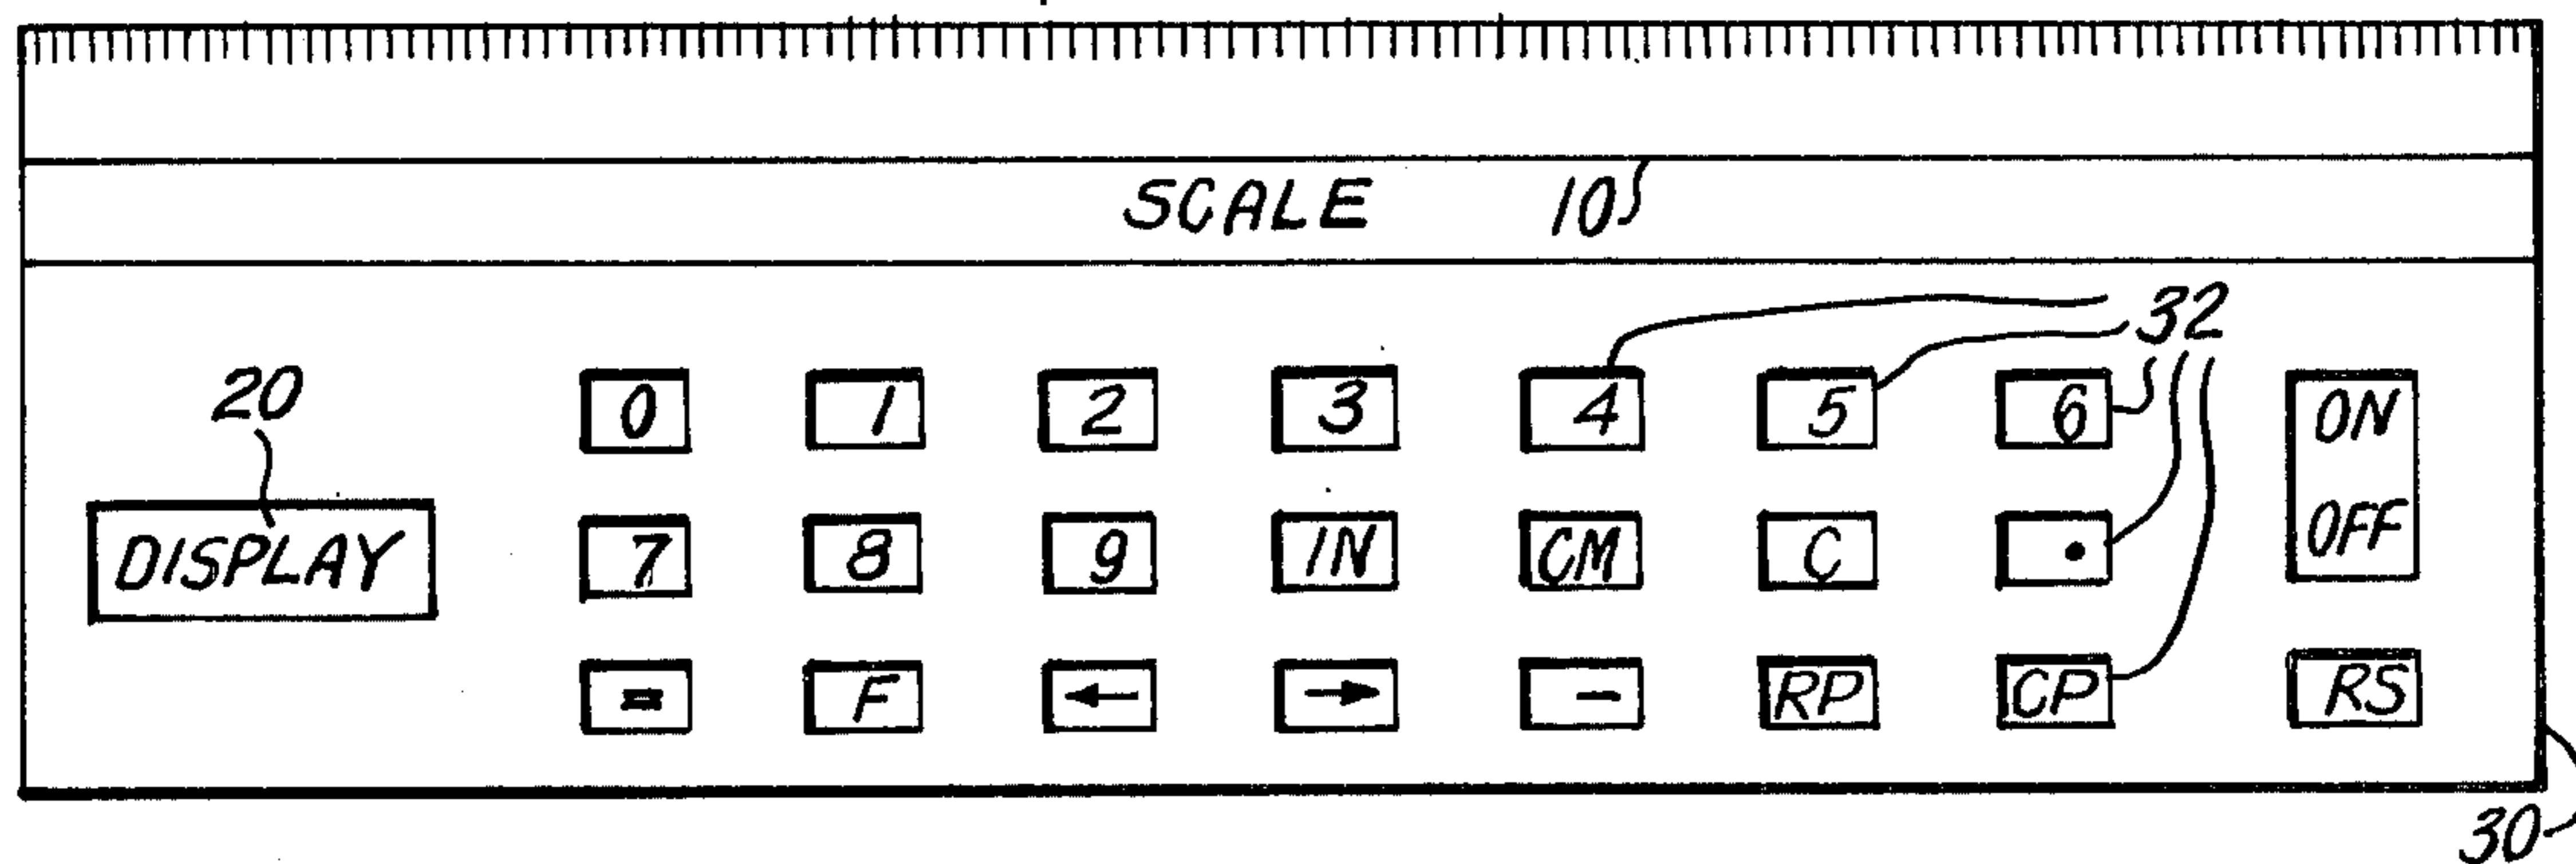 SCALE 10
32
20 0 1 2 3 4 5 6 ON
DISPLAY 7 8 9 IN CM C • OFF
= F ← → - RP CP RS
30